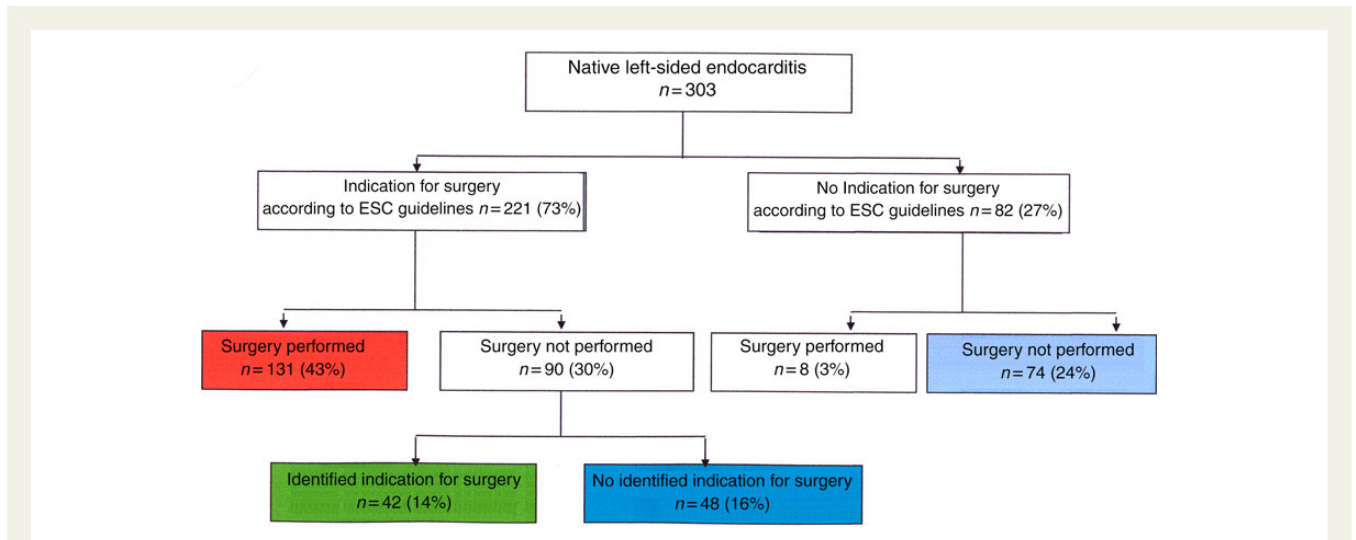 Native left-sided endocarditis
n=303
Indication for surgery
according to ESC guidelines n=221 (73%)
No Indication for surgery
according to ESC guidelines n=82 (27%)
Surgery performed
n=131 (43%)
Surgery not performed
n=90 (30%)
Surgery performed
n=8 (3%)
Surgery not performed
n=74 (24%)
Identified indication for surgery
n=42 (14%)
No identified indication for surgery
n=48 (16%)